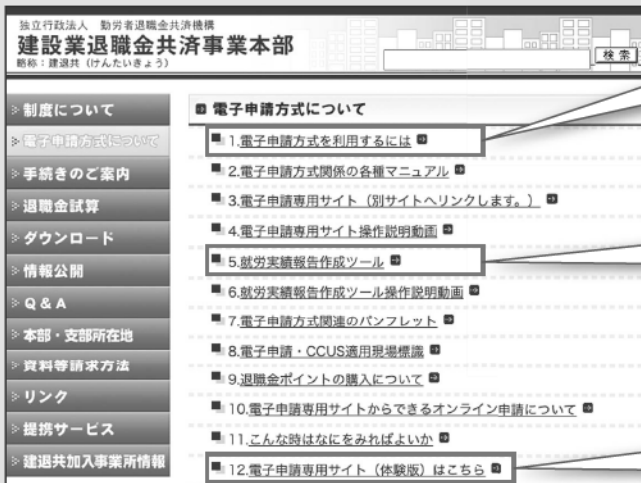 独立行政法人 勤労者退職金共済機構
建設業退職金共済事業本部
略称：建退共（けんたいきょう）
検索
制度について
電子申請方式について
手続きのご案内
退職金試算
ダウンロード
情報公開
Q & A
本部・支部所在地
資料等請求方法
リンク
提携サービス
建退共加入事業所情報
電子申請方式について
1.電子申請方式を利用するには
2.電子申請方式関係の各種マニュアル
3.電子申請専用サイト（別サイトへリンクします。）
4.電子申請専用サイト操作説明動画
5.就労実績報告作成ツール
6.就労実績報告作成ツール操作説明動画
7.電子申請方式関連のパンフレット
8.電子申請・CCUS適用現場標識
9.退職金ポイントの購入について
10.電子申請専用サイトからできるオンライン申請について
11.こんな時はなにをみればよいか
12.電子申請専用サイト（体験版）はこちら